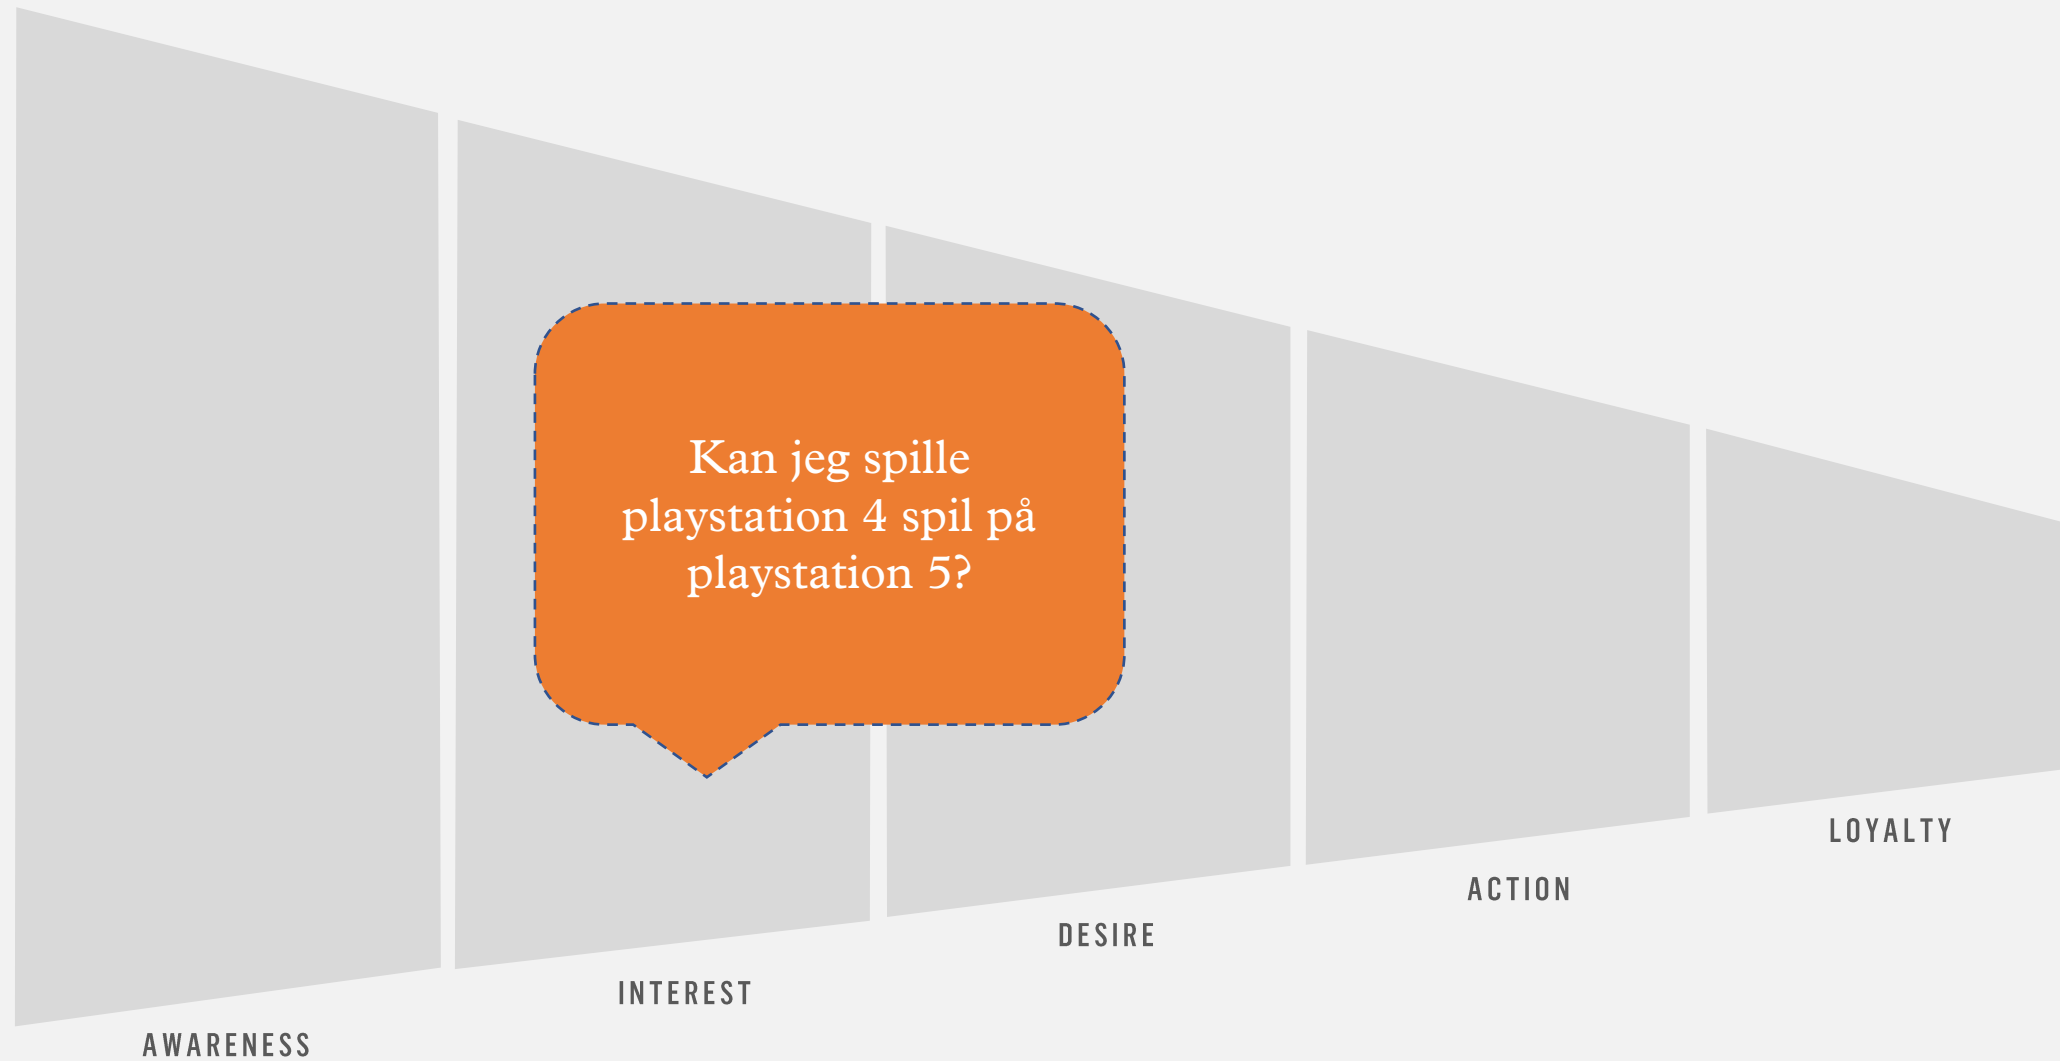 Kan jeg spille
playstation 4 spil på
playstation 5?
LOYALTY
ACTION
DESIRE
INTEREST
AWARENESS